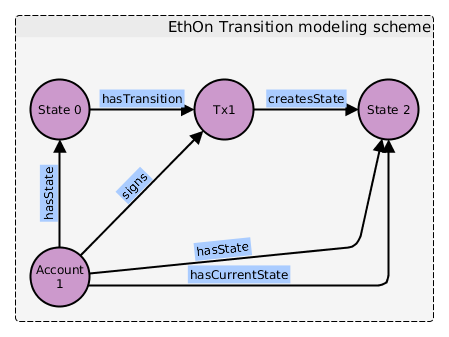 EthOn Transition modeling scheme
State 0
hasTransition
Tx1
createsState
State 2
hasState
signs
hasState
Account
1
hasCurrentState